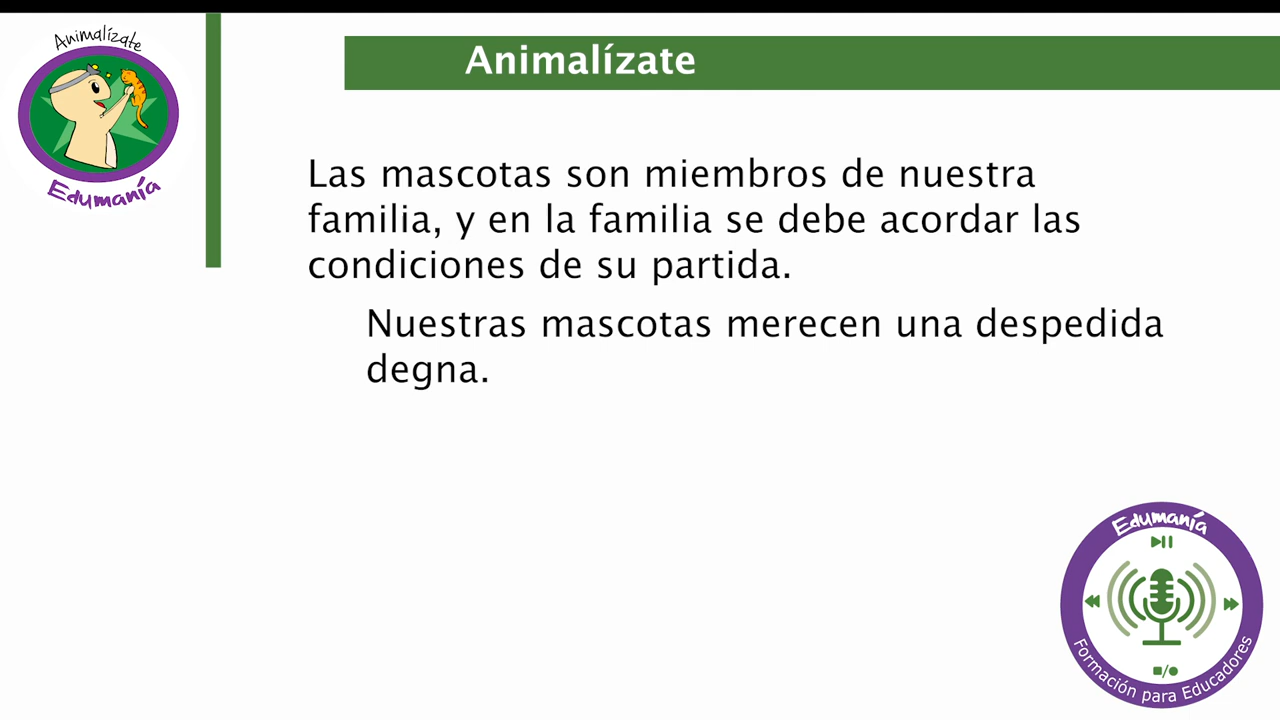 Animalízate
Edumanía
Animalízate
Las mascotas son miembros de nuestra
familia, y en la familia se debe acordar las
condiciones de su partida.
Nuestras mascotas merecen una despedida
degna.
Edumanía
Formación para Educadores